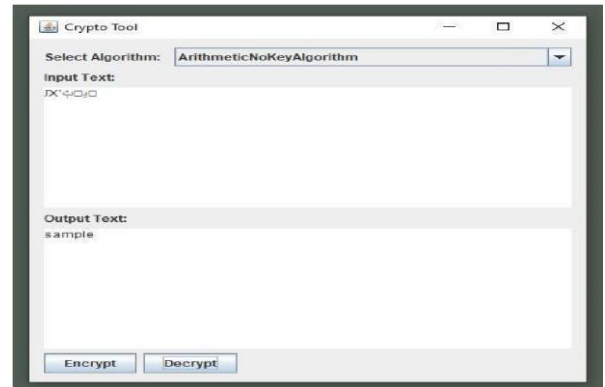 Crypto Tool
Select Algorithm: ArithmeticNoKeyAlgorithm
Input Text:
Output Text:
sample
Encrypt Decrypt